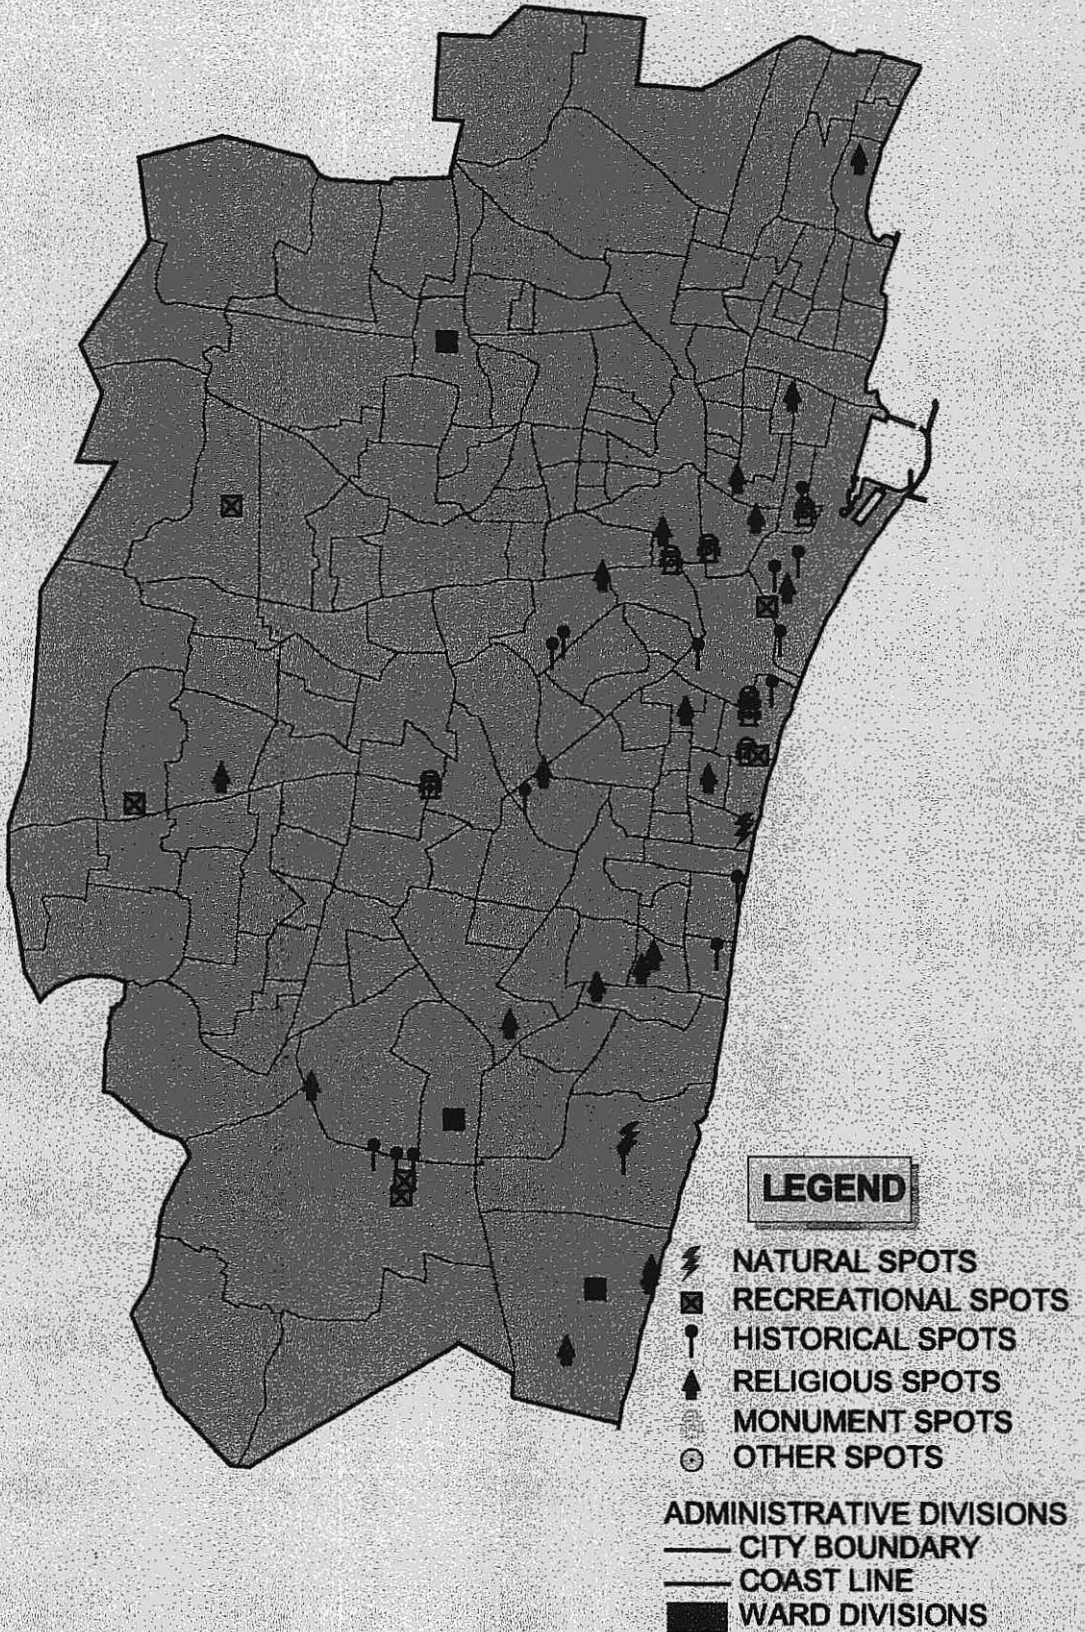 LEGEND
NATURAL SPOTS
RECREATIONAL SPOTS
HISTORICAL SPOTS
RELIGIOUS SPOTS
MONUMENT SPOTS
OTHER SPOTS
ADMINISTRATIVE DIVISIONS
CITY BOUNDARY
COAST LINE
WARD DIVISIONS